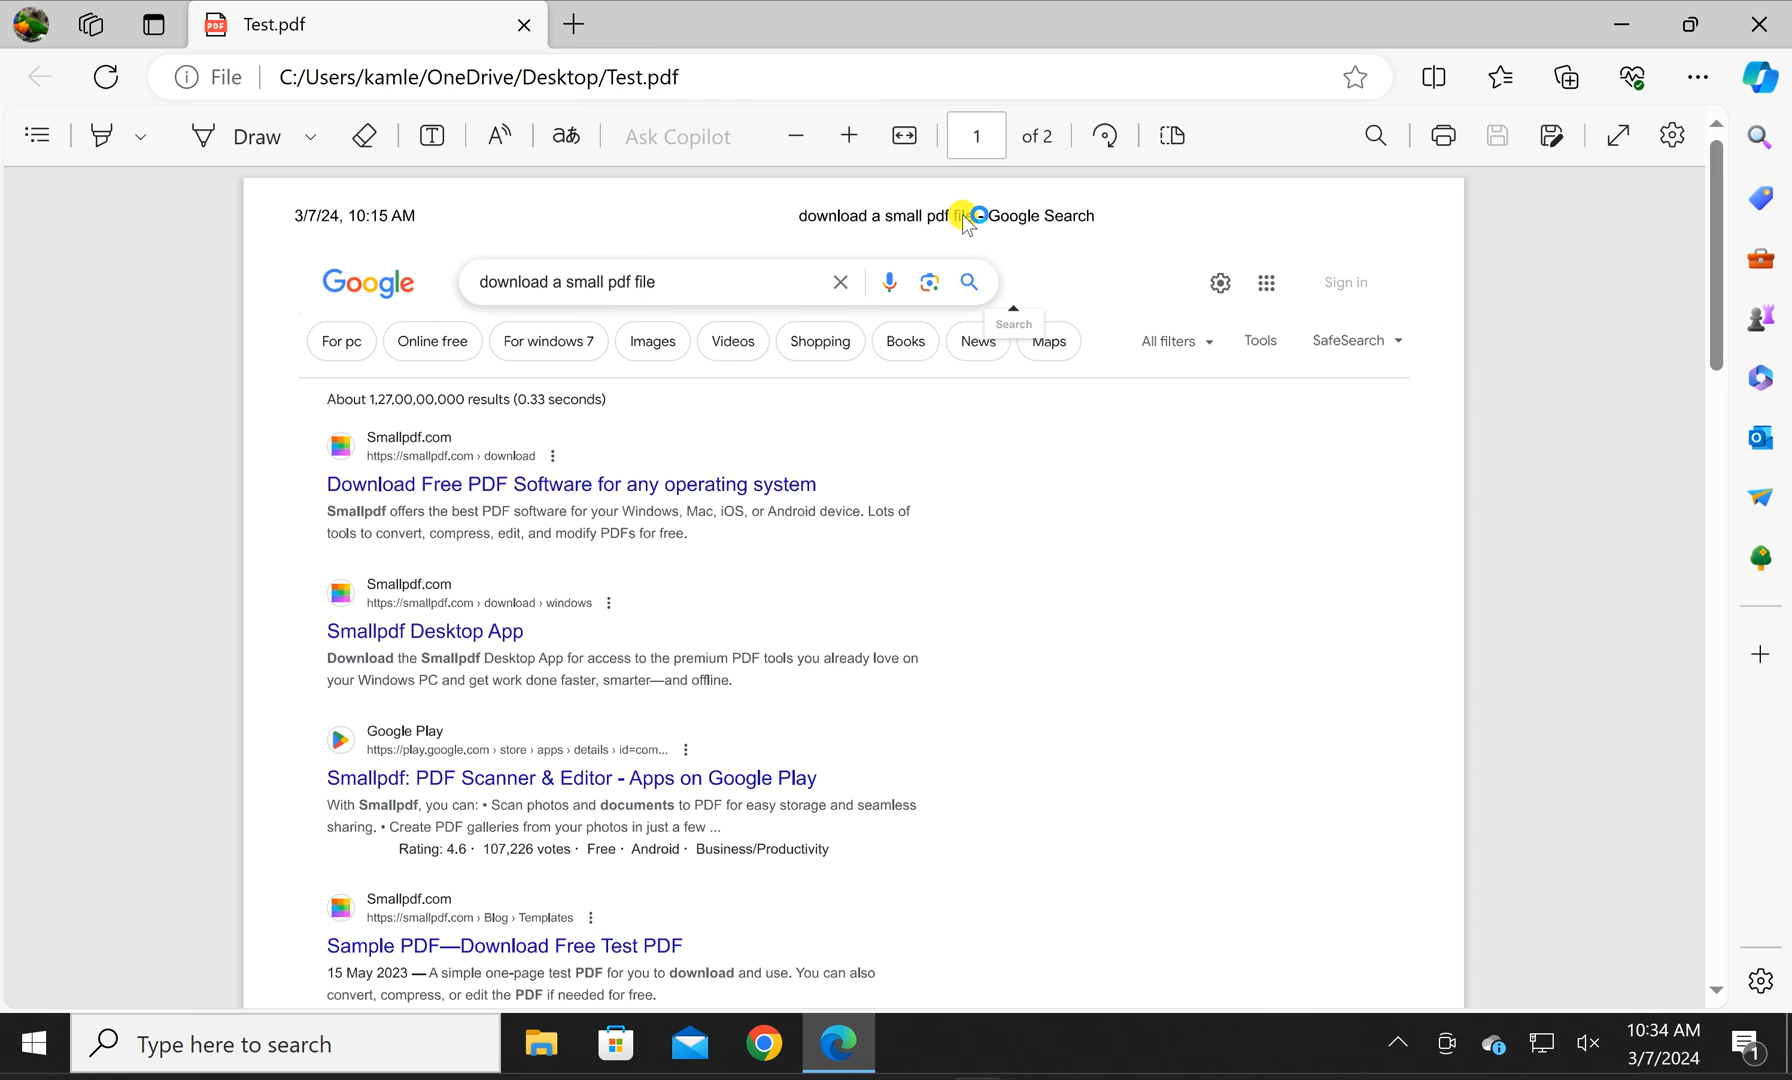 Test.pdf
File
C:/Users/kamle/OneDrive/Desktop/Test.pdf
Draw
aあ
Ask Copilot
1
of 2
3/7/24, 10:15 AM
download a small pdf file - Google Search
Google
download a small pdf file
Sign in
Search
For pc
Online free
For windows 7
Images
Videos
Shopping
Books
News
Maps
All filters
Tools
SafeSearch
About 1,27,00,00,000 results (0.33 seconds)
Smallpdf.com
https://smallpdf.com › download
Download Free PDF Software for any operating system
Smallpdf offers the best PDF software for your Windows, Mac, iOS, or Android device. Lots of
tools to convert, compress, edit, and modify PDFs for free.
Smallpdf.com
https://smallpdf.com › download › windows
Smallpdf Desktop App
Download the Smallpdf Desktop App for access to the premium PDF tools you already love on
your Windows PC and get work done faster, smarter—and offline.
Google Play
https://play.google.com › store › apps › details › id=com...
Smallpdf: PDF Scanner & Editor - Apps on Google Play
With Smallpdf, you can: • Scan photos and documents to PDF for easy storage and seamless
sharing. • Create PDF galleries from your photos in just a few ...
Rating: 4.6 · 107,226 votes · Free · Android · Business/Productivity
Smallpdf.com
https://smallpdf.com › Blog › Templates
Sample PDF—Download Free Test PDF
15 May 2023 — A simple one-page test PDF for you to download and use. You can also
convert, compress, or edit the PDF if needed for free.
Type here to search
10:34 AM
3/7/2024
1